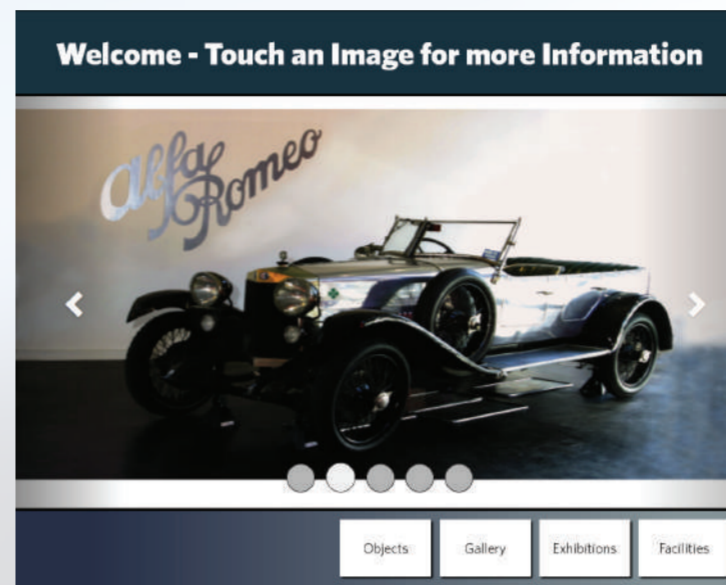 Welcome - Touch an Image for more Information
Alfa
Romeo
Objects
Gallery
Exhibitions
Facilities